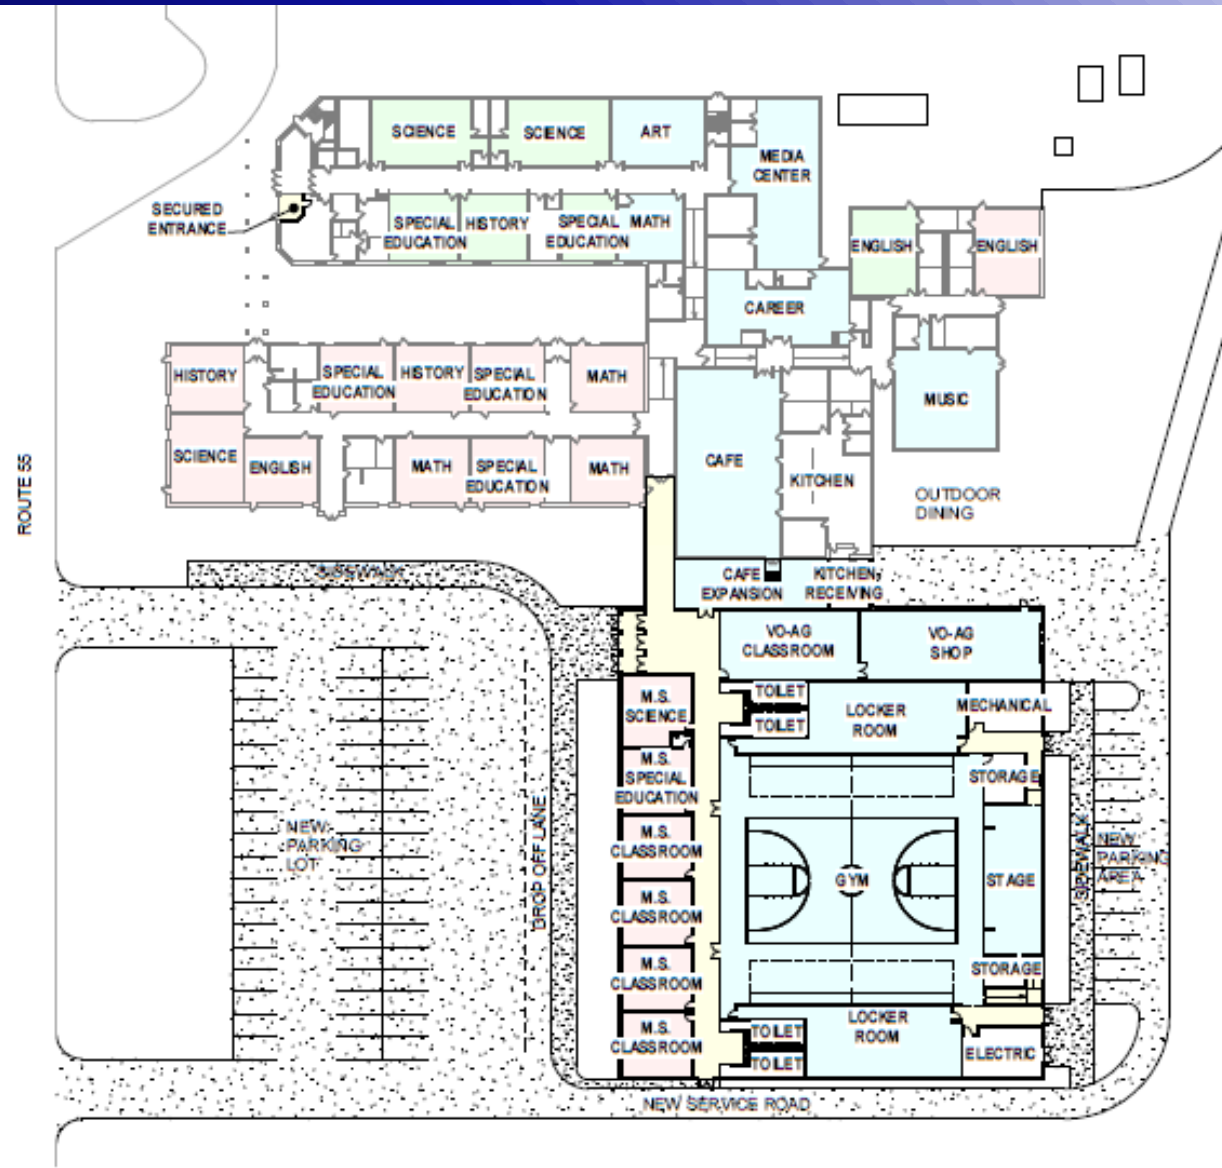 SCIENCE
SCIENCE
ART
MEDIA
CENTER
SECURED
ENTRANCE
SPECIAL
EDUCATION
HISTORY
SPECIAL
EDUCATION
MATH
ENGLISH
ENGLISH
CAREER
HISTORY
SPECIAL
EDUCATION
HISTORY
SPECIAL
EDUCATION
MATH
MUSIC
SCIENCE
ENGLISH
MATH
SPECIAL
EDUCATION
MATH
CAFE
KITCHEN
OUTDOOR
DINING
ROUTE 55
SIDEWALK
CAFE
EXPANSION
KITCHEN
RECEIVING
VO-AG
CLASSROOM
VO-AG
SHOP
M.S.
SCIENCE
TOILET
TOILET
LOCKER
ROOM
MECHANICAL
M.S.
SPECIAL
EDUCATION
STORAGE
NEW
PARKING
LOT
DROP OFF LANE
M.S.
CLASSROOM
M.S.
CLASSROOM
M.S.
CLASSROOM
M.S.
CLASSROOM
GYM
STAGE
SIDEWALK
NEW
PARKING
AREA
STORAGE
LOCKER
ROOM
TOILET
TOILET
ELECTRIC
NEW SERVICE ROAD